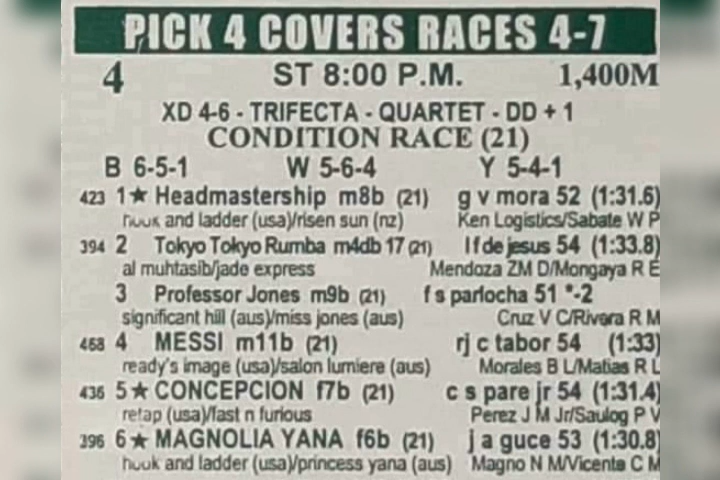 PICK 4 COVERS RACES 4-7
4 ST 8:00 P.M. 1,400M
XD 4-6 - TRIFECTA - QUARTET - DD + 1
CONDITION RACE (21)
B 6-5-1 W 5-6-4 Y 5-4-1
423 1★ Headmastership m8b (21) g v mora 52 (1:31.6)
hook and ladder (usa)/risen sun (nz) Ken Logistics/Sabate W P
394 2 Tokyo Tokyo Rumba m4db 17 (21) l f de jesus 54 (1:33.8)
al muhtasib/jade express Mendoza ZM D/Mongaya R E
3 Professor Jones m9b (21) f s parlocha 51 *-2
significant hill (aus)/miss jones (aus) Cruz V C/Rivera R M
468 4 MESSI m11b (21) rj c tabor 54 (1:33)
ready's image (usa)/salon lumiere (aus) Morales B L/Matias R L
436 5★ CONCEPCION f7b (21) c s pare jr 54 (1:31.4)
retap (usa)/fast n furious Perez J M Jr/Saulog P V
396 6★ MAGNOLIA YANA f6b (21) j a guce 53 (1:30.8)
hook and ladder (usa)/princess yana (aus) Magno N M/Vicente C M